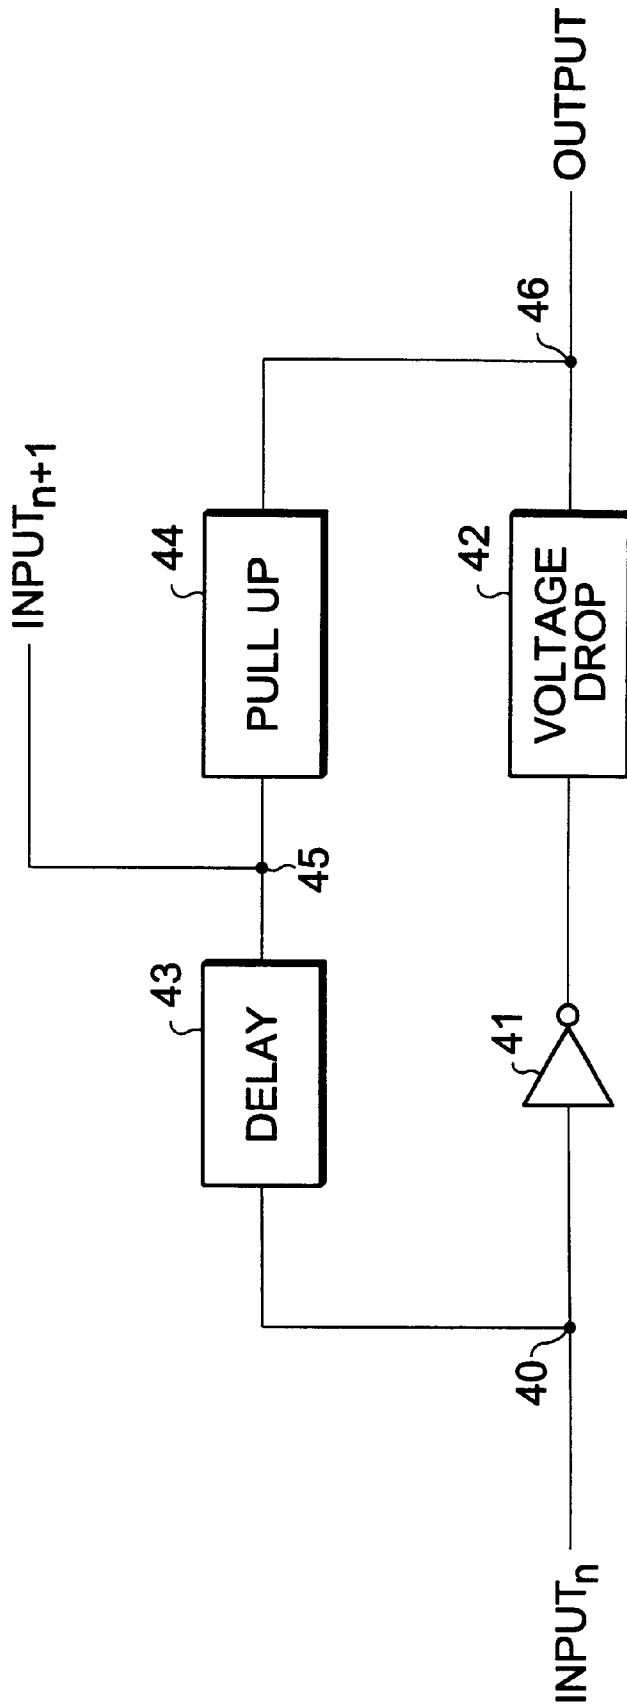 INPUTn+1
43
DELAY
45
44
PULL UP
INPUTn
40
41
42
VOLTAGE
DROP
46
OUTPUT